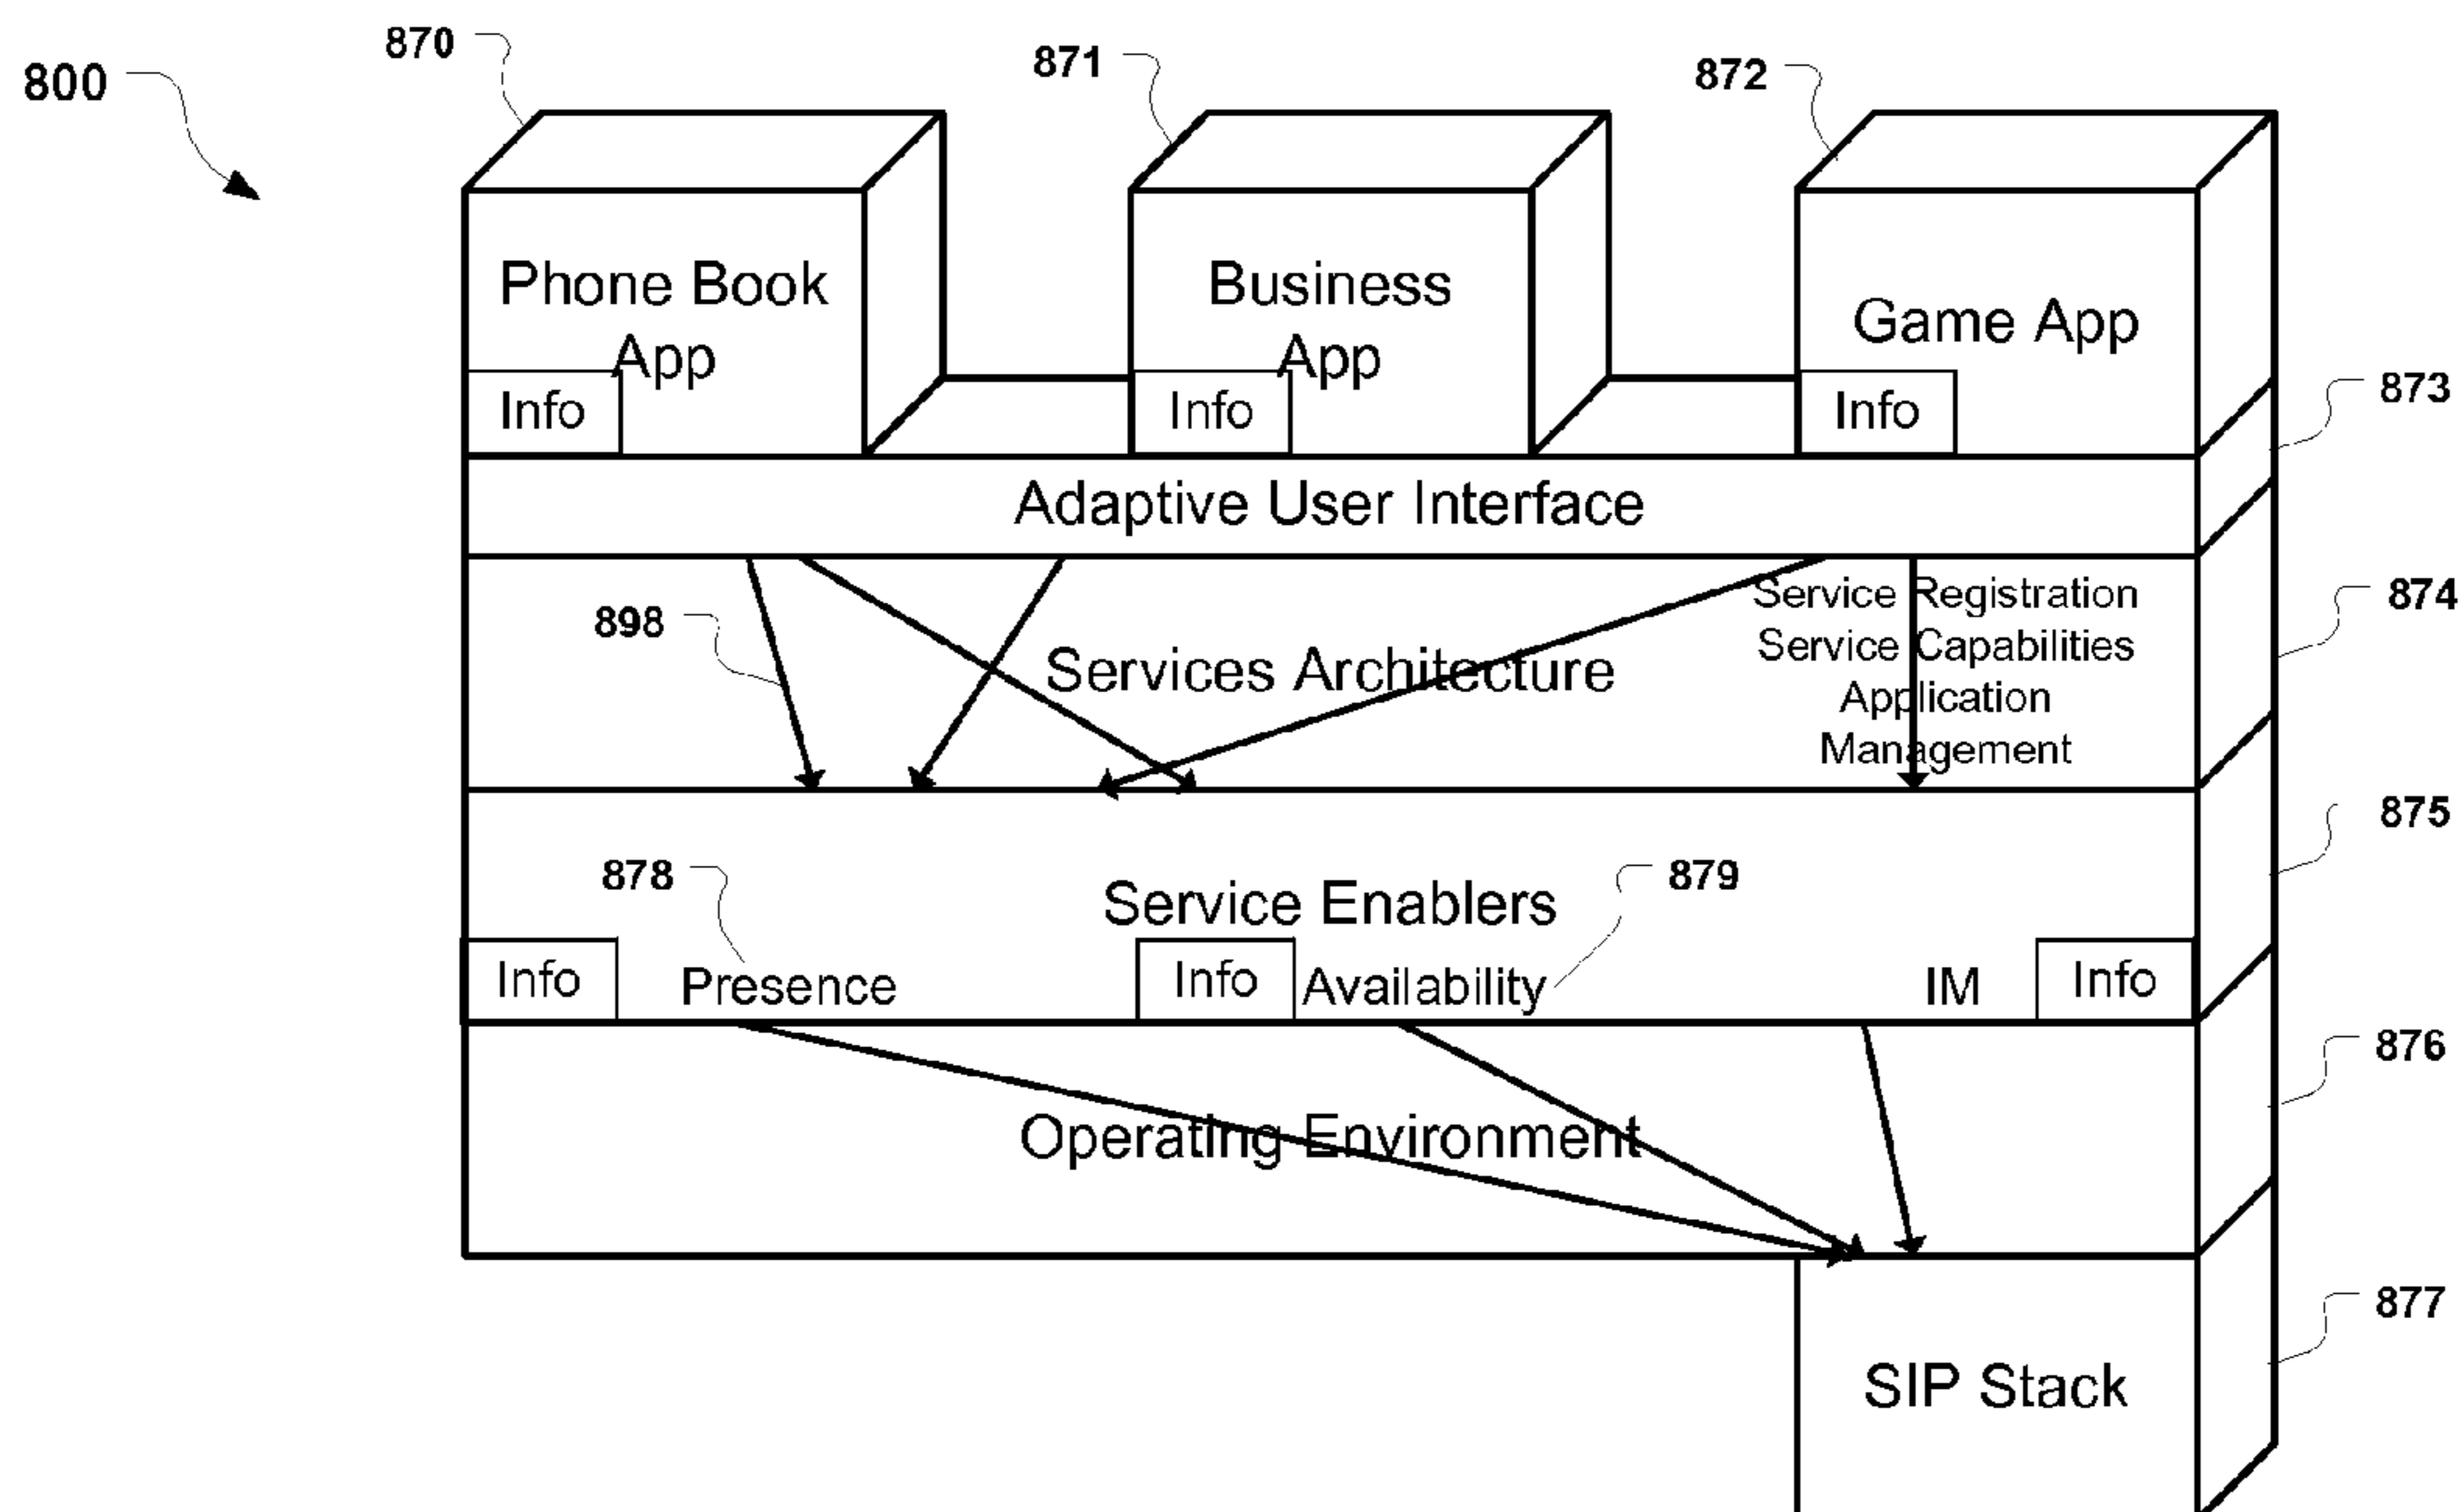 870
871
872
800
Phone Book
App
Business
App
Game App
Info
Info
Info
873
Adaptive User Interface
898
Services Architecture
Service Registration
Service Capabilities
Application
Management
874
875
878
Service Enablers
879
Info
Presence
Info
Availability
IM
Info
876
Operating Environment
877
SIP Stack